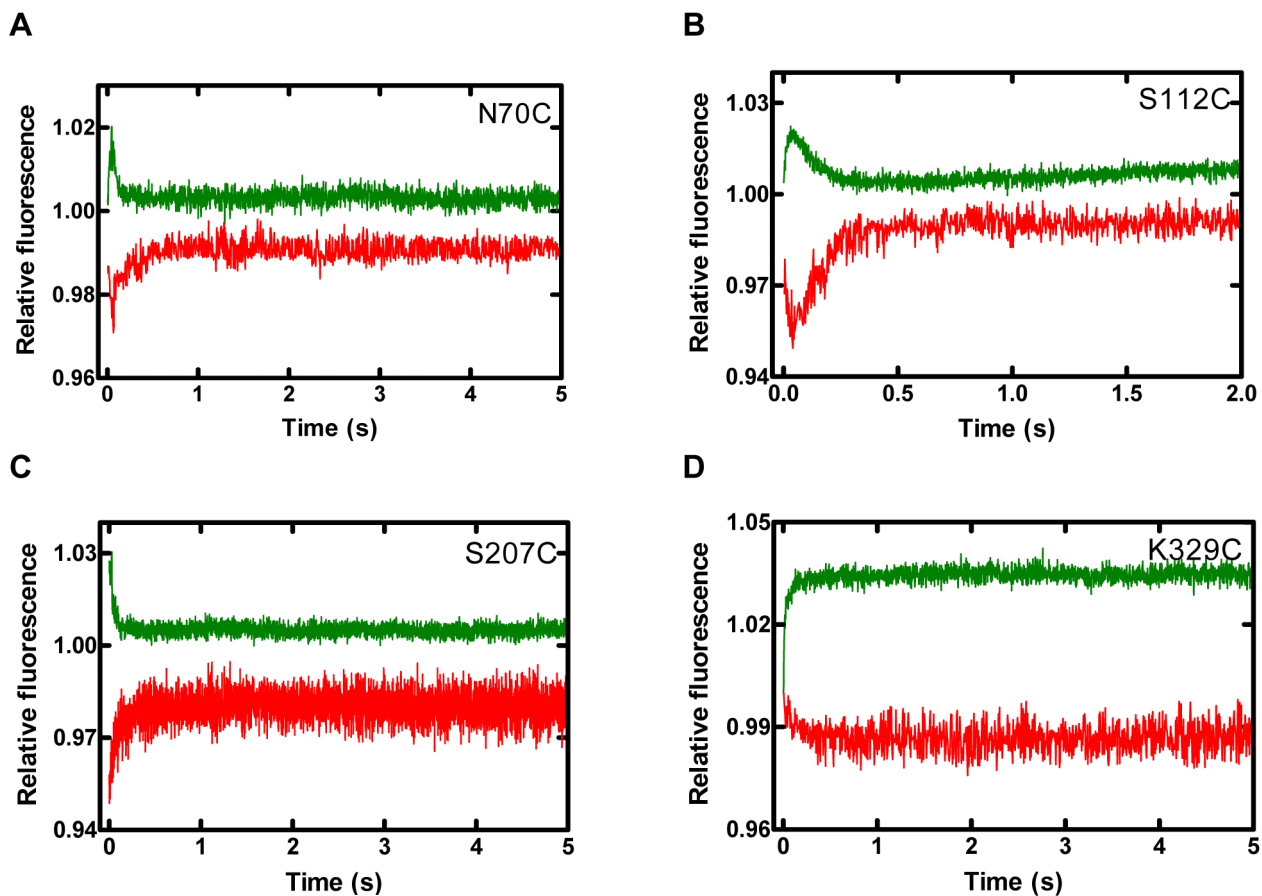 A
Relative fluorescence
1.02
1.00
0.98
0.96
N70C
0 1 2 3 4 5
Time (s)
B
Relative fluorescence
1.03
1.00
0.97
0.94
S112C
0.0 0.5 1.0 1.5 2.0
Time (s)
C
Relative fluorescence
1.03
1.00
0.97
0.94
S207C
0 1 2 3 4 5
Time (s)
D
Relative fluorescence
1.05
1.02
0.99
0.96
K329C
0 1 2 3 4 5
Time (s)